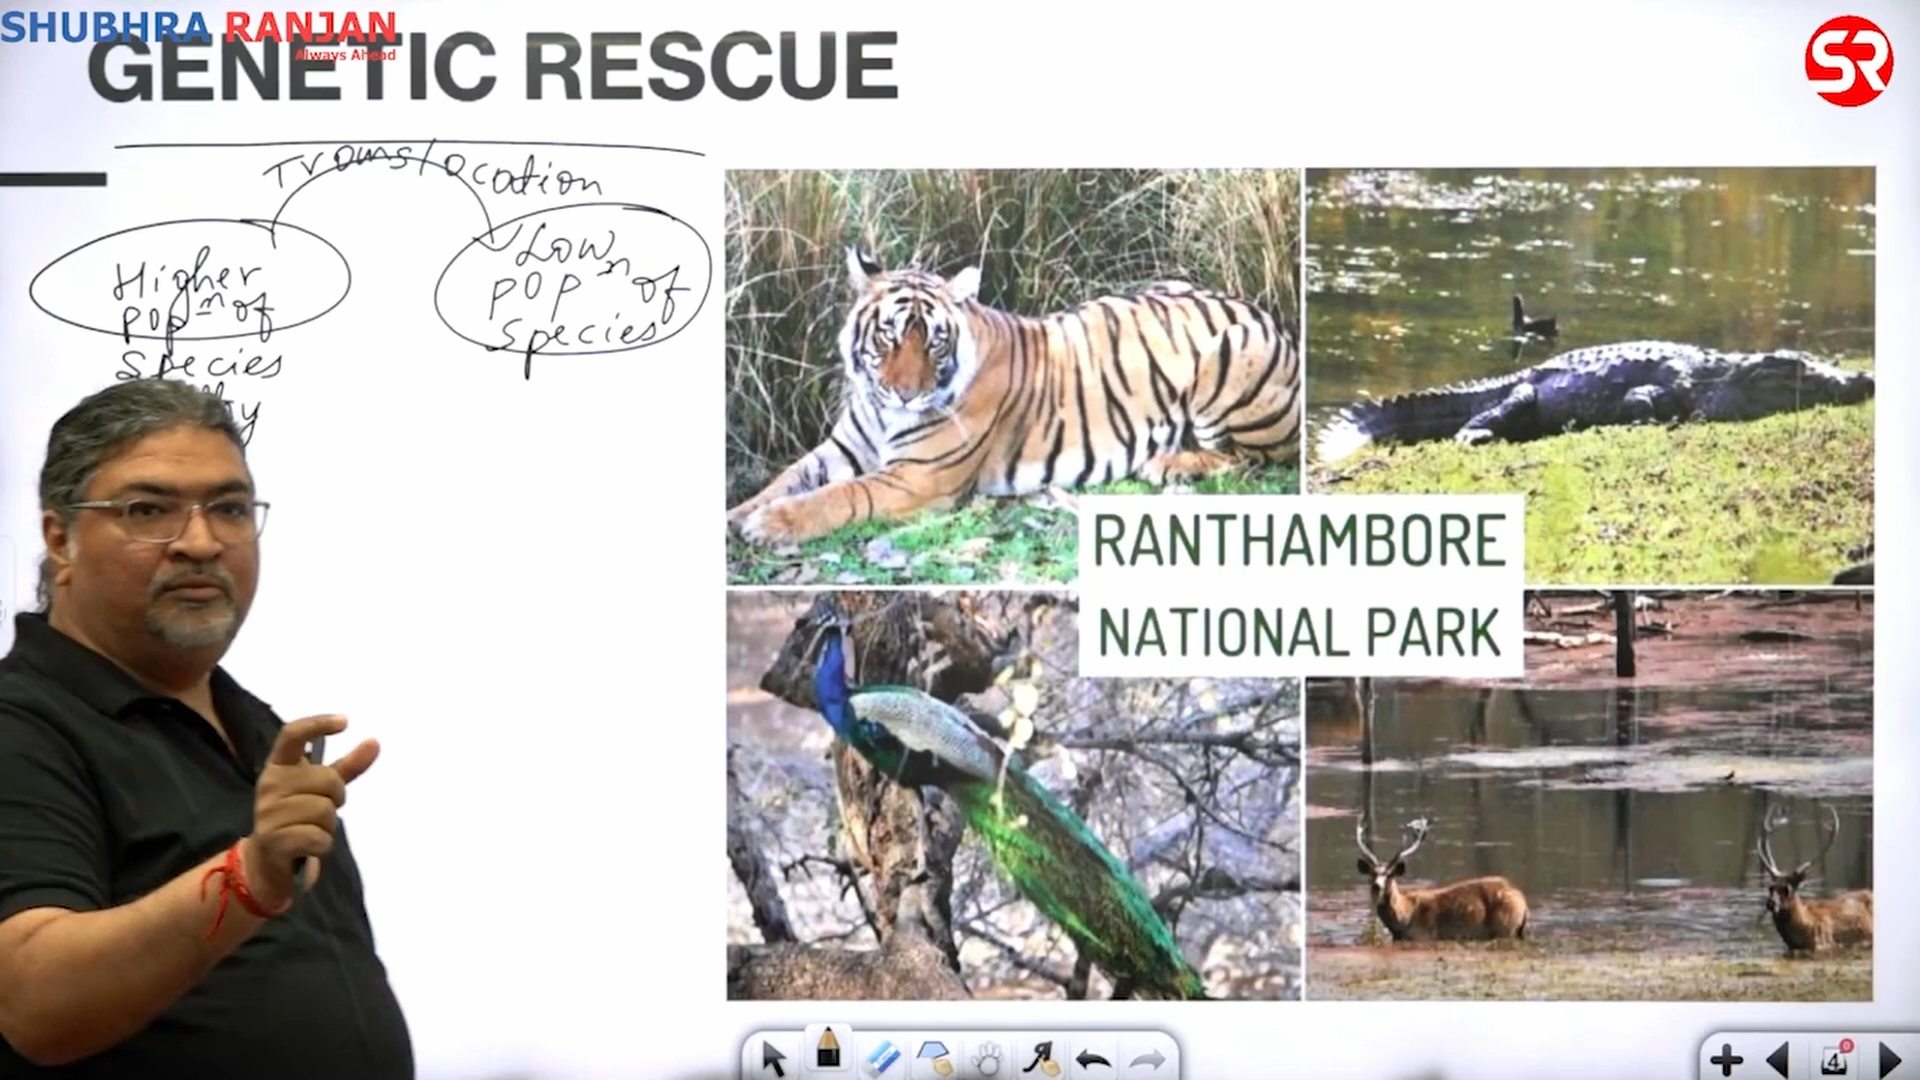 SHUBHRA RANJAN
Always Ahead
GENETIC RESCUE
SR
Translocation
Higher
popn of
Species
Low
popn of
Species
RANTHAMBORE
NATIONAL PARK
4